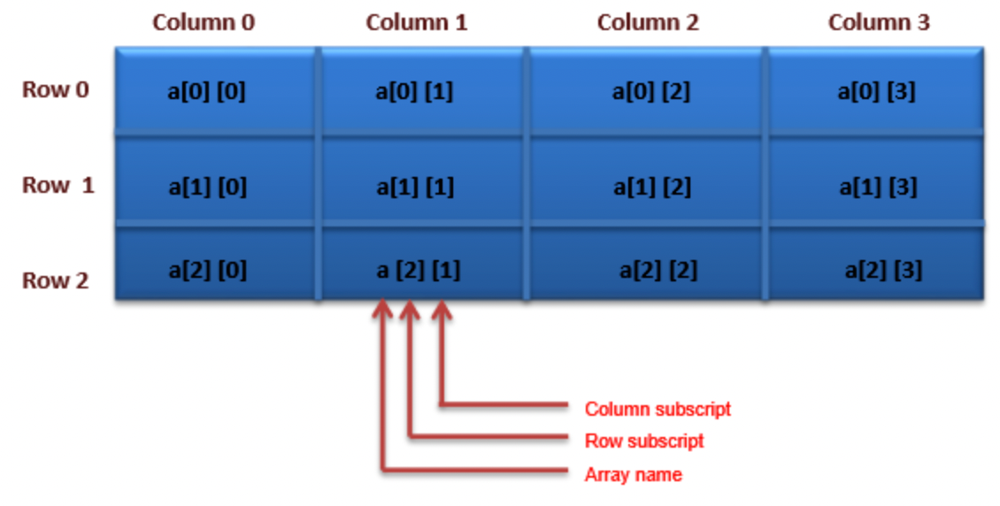 Column 0 Column 1 Column 2 Column 3
Row 0 a[0] [0] a[0] [1] a[0] [2] a[0] [3]
Row 1 a[1] [0] a[1] [1] a[1] [2] a[1] [3]
Row 2 a[2] [0] a [2] [1] a[2] [2] a[2] [3]
Column subscript
Row subscript
Array name